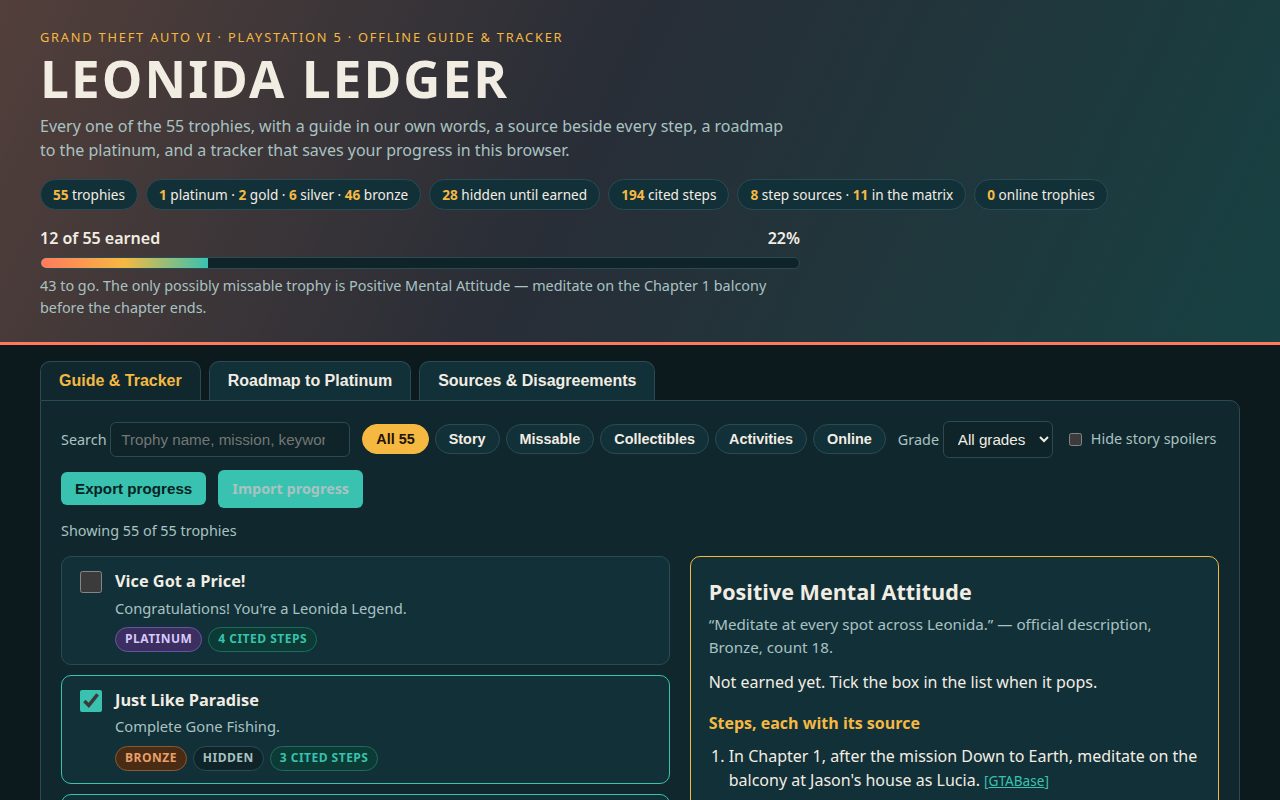 GRAND THEFT AUTO VI · PLAYSTATION 5 · OFFLINE GUIDE & TRACKER
LEONIDA LEDGER
Every one of the 55 trophies, with a guide in our own words, a source beside every step, a roadmap
to the platinum, and a tracker that saves your progress in this browser.
55 trophies
1 platinum · 2 gold · 6 silver · 46 bronze
28 hidden until earned
194 cited steps
8 step sources · 11 in the matrix
0 online trophies
12 of 55 earned
22%
43 to go. The only possibly missable trophy is Positive Mental Attitude — meditate on the Chapter 1 balcony
before the chapter ends.
Guide & Tracker
Roadmap to Platinum
Sources & Disagreements
Search
Trophy name, mission, keywor
All 55
Story
Missable
Collectibles
Activities
Online
Grade
All grades
Hide story spoilers
Export progress
Import progress
Showing 55 of 55 trophies
Vice Got a Price!
Congratulations! You're a Leonida Legend.
PLATINUM
4 CITED STEPS
Just Like Paradise
Complete Gone Fishing.
BRONZE
HIDDEN
3 CITED STEPS
Positive Mental Attitude
“Meditate at every spot across Leonida.” — official description,
Bronze, count 18.
Not earned yet. Tick the box in the list when it pops.
Steps, each with its source
1. In Chapter 1, after the mission Down to Earth, meditate on the
balcony at Jason's house as Lucia. [GTABase]